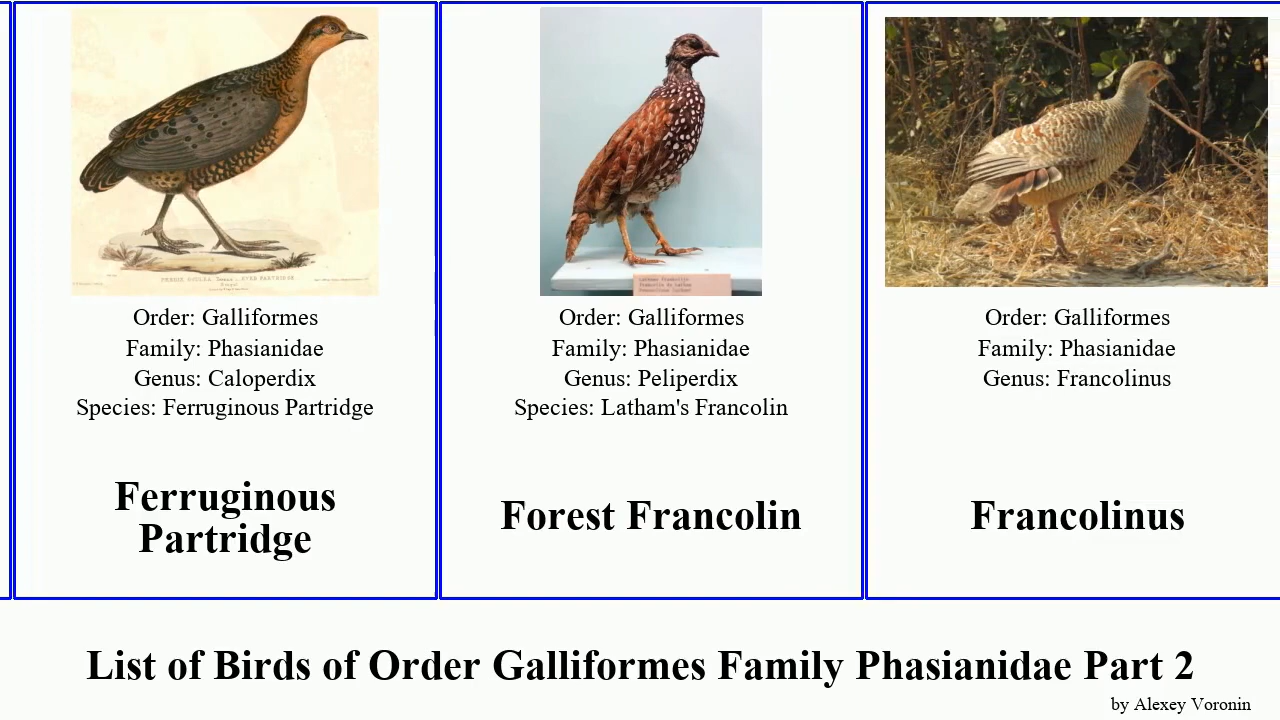 Order: Galliformes
Family: Phasianidae
Genus: Caloperdix
Species: Ferruginous Partridge
Ferruginous
Partridge
Order: Galliformes
Family: Phasianidae
Genus: Peliperdix
Species: Latham's Francolin
Forest Francolin
Order: Galliformes
Family: Phasianidae
Genus: Francolinus
Francolinus
List of Birds of Order Galliformes Family Phasianidae Part 2
by Alexey Voronin